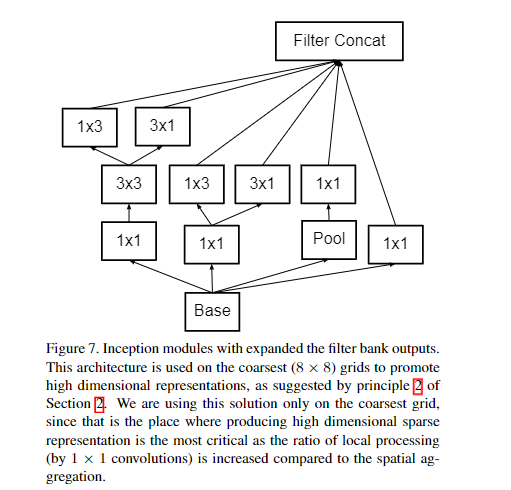 Filter Concat
1x3 3x1
3x3 1x3 3x1 1x1
1x1 1x1 Pool 1x1
Base
Figure 7. Inception modules with expanded the filter bank outputs.
This architecture is used on the coarsest (8 × 8) grids to promote
high dimensional representations, as suggested by principle 2 of
Section 2. We are using this solution only on the coarsest grid,
since that is the place where producing high dimensional sparse
representation is the most critical as the ratio of local processing
(by 1 × 1 convolutions) is increased compared to the spatial ag-
gregation.